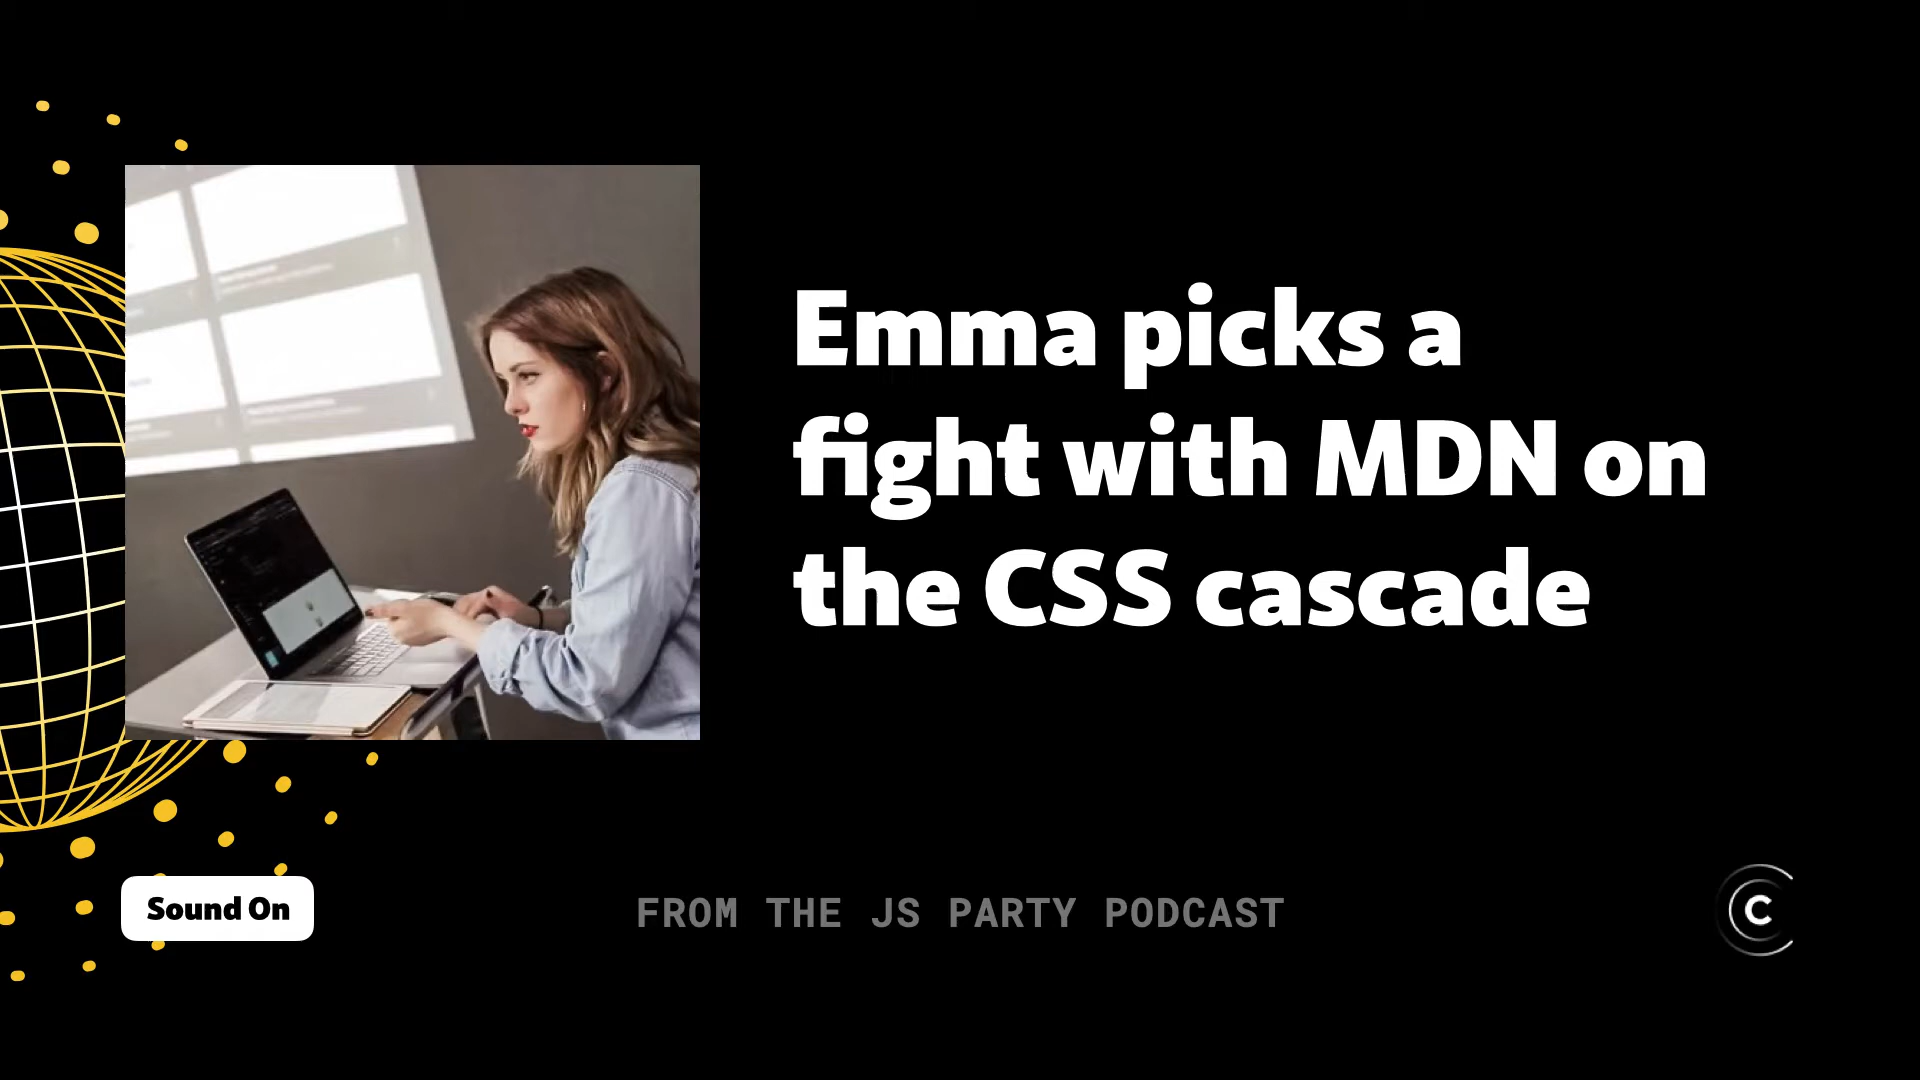 Emma picks a
fight with MDN on
the CSS cascade
Sound On
FROM THE JS PARTY PODCAST
C